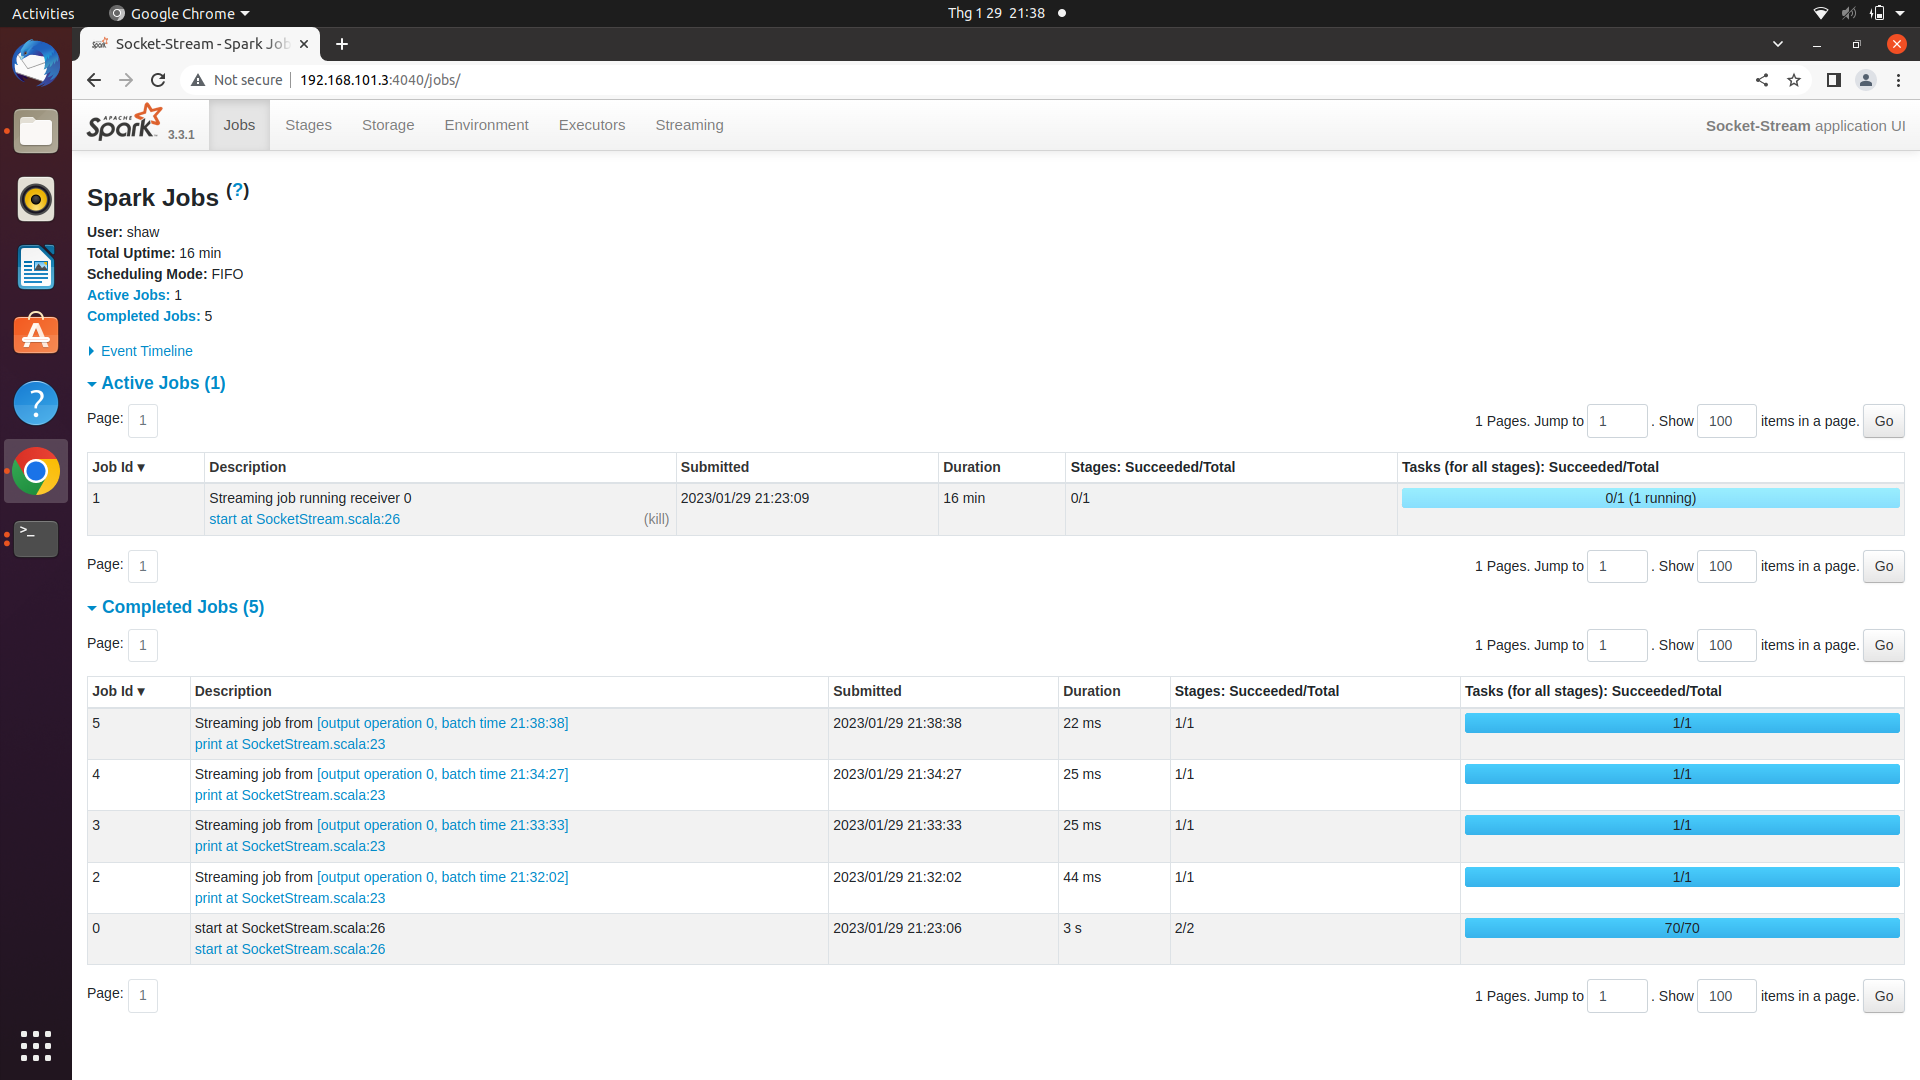 Activities Google Chrome Thg 1 29 21:38
Socket-Stream - Spark Job
Not secure 192.168.101.3:4040/jobs/
APACHE Spark 3.3.1 Jobs Stages Storage Environment Executors Streaming Socket-Stream application UI
Spark Jobs (?)
User: shaw
Total Uptime: 16 min
Scheduling Mode: FIFO
Active Jobs: 1
Completed Jobs: 5
Event Timeline
Active Jobs (1)
Page: 1 1 Pages. Jump to 1 . Show 100 items in a page. Go
Job Id ▾ Description Submitted Duration Stages: Succeeded/Total Tasks (for all stages): Succeeded/Total
1 Streaming job running receiver 0 2023/01/29 21:23:09 16 min 0/1 0/1 (1 running)
start at SocketStream.scala:26 (kill)
Page: 1 1 Pages. Jump to 1 . Show 100 items in a page. Go
Completed Jobs (5)
Page: 1 1 Pages. Jump to 1 . Show 100 items in a page. Go
Job Id ▾ Description Submitted Duration Stages: Succeeded/Total Tasks (for all stages): Succeeded/Total
5 Streaming job from [output operation 0, batch time 21:38:38] 2023/01/29 21:38:38 22 ms 1/1 1/1
print at SocketStream.scala:23
4 Streaming job from [output operation 0, batch time 21:34:27] 2023/01/29 21:34:27 25 ms 1/1 1/1
print at SocketStream.scala:23
3 Streaming job from [output operation 0, batch time 21:33:33] 2023/01/29 21:33:33 25 ms 1/1 1/1
print at SocketStream.scala:23
2 Streaming job from [output operation 0, batch time 21:32:02] 2023/01/29 21:32:02 44 ms 1/1 1/1
print at SocketStream.scala:23
0 start at SocketStream.scala:26 2023/01/29 21:23:06 3 s 2/2 70/70
start at SocketStream.scala:26
Page: 1 1 Pages. Jump to 1 . Show 100 items in a page. Go